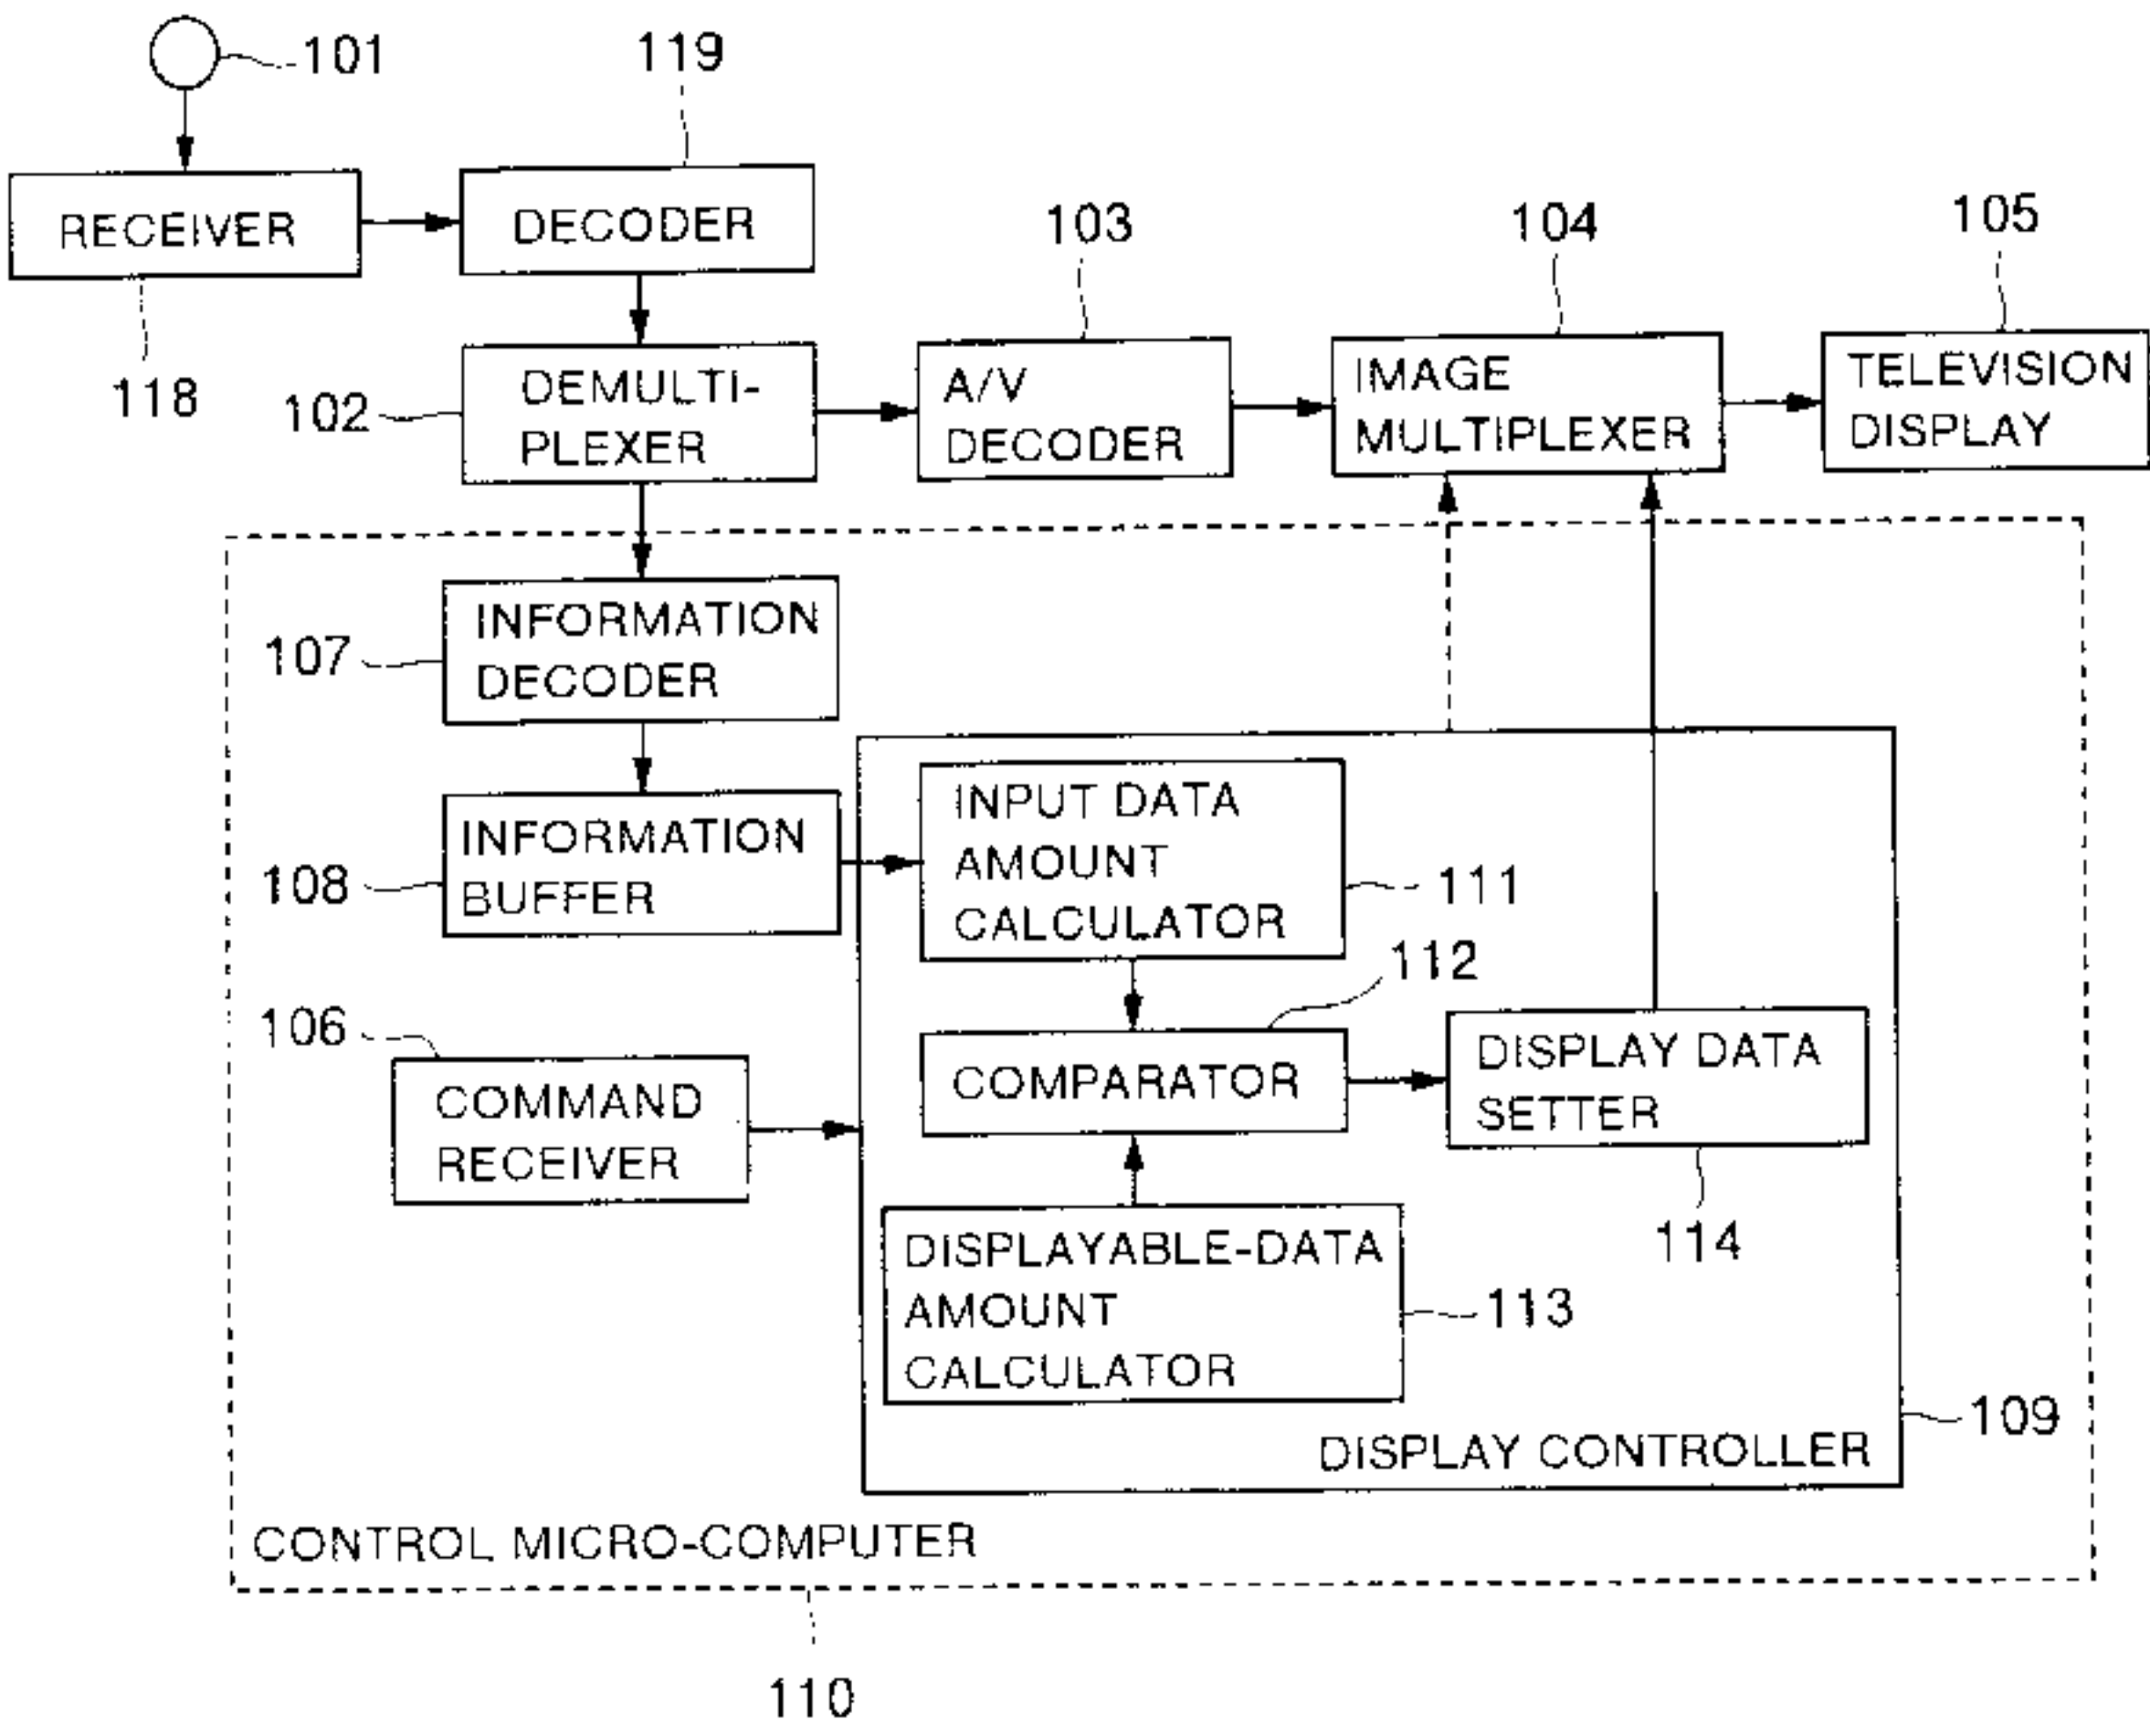 101
119
RECEIVER
DECODER
103
104
105
118
102
DEMULTI-
PLEXER
A/V
DECODER
IMAGE
MULTIPLEXER
TELEVISION
DISPLAY
107
INFORMATION
DECODER
108
INFORMATION
BUFFER
INPUT DATA
AMOUNT
CALCULATOR
111
112
106
COMMAND
RECEIVER
COMPARATOR
DISPLAY DATA
SETTER
114
DISPLAYABLE-DATA
AMOUNT
CALCULATOR
113
109
DISPLAY CONTROLLER
CONTROL MICRO-COMPUTER
110